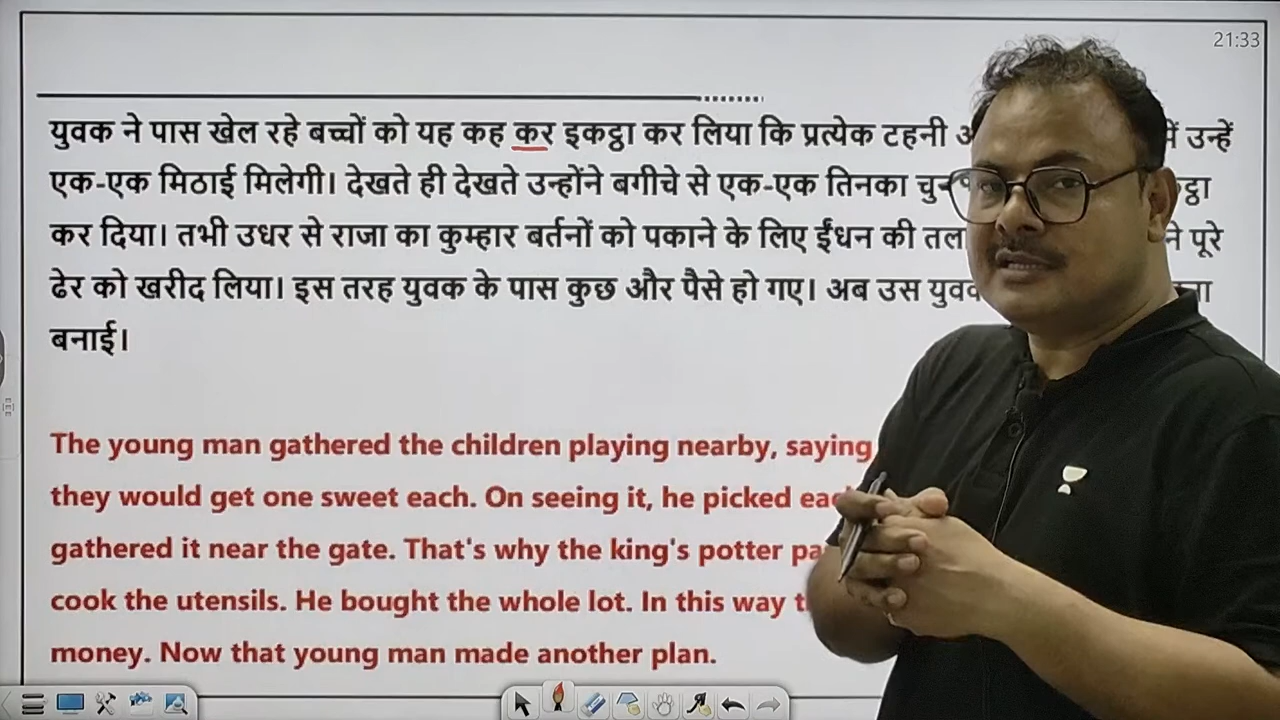 21:33
युवक ने पास खेल रहे बच्चों को यह कह कर इकट्ठा कर लिया कि प्रत्येक टहनी उन्हें
एक-एक मिठाई मिलेगी। देखते ही देखते उन्होंने बगीचे से एक-एक तिनका
कर दिया। तभी उधर से राजा का कुम्हार बर्तनों को पकाने के लिए ईंधन की पूरे
ढेर को खरीद लिया। इस तरह युवक के पास कुछ और पैसे हो गए। अब उस
बनाई।
The young man gathered the children playing nearby, saying
they would get one sweet each. On seeing it, he picked
gathered it near the gate. That's why the king's potter
cook the utensils. He bought the whole lot. In this way
money. Now that young man made another plan.